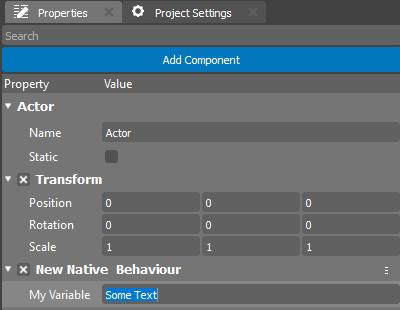 Properties Project Settings
Search
Add Component
Property Value
Actor
Name Actor
Static
Transform
Position 0 0 0
Rotation 0 0 0
Scale 1 1 1
New Native Behaviour
My Variable Some Text